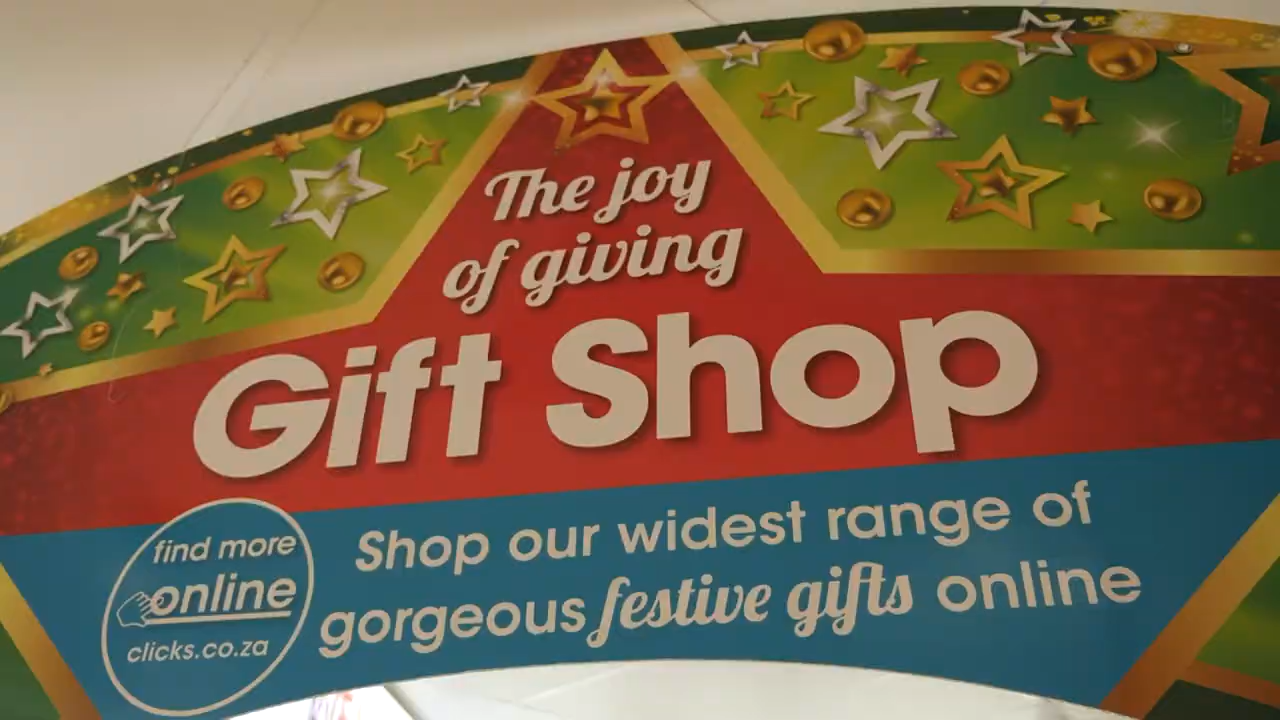 The joy
of giving
Gift Shop
find more
online
clicks.co.za
Shop our widest range of
gorgeous festive gifts online